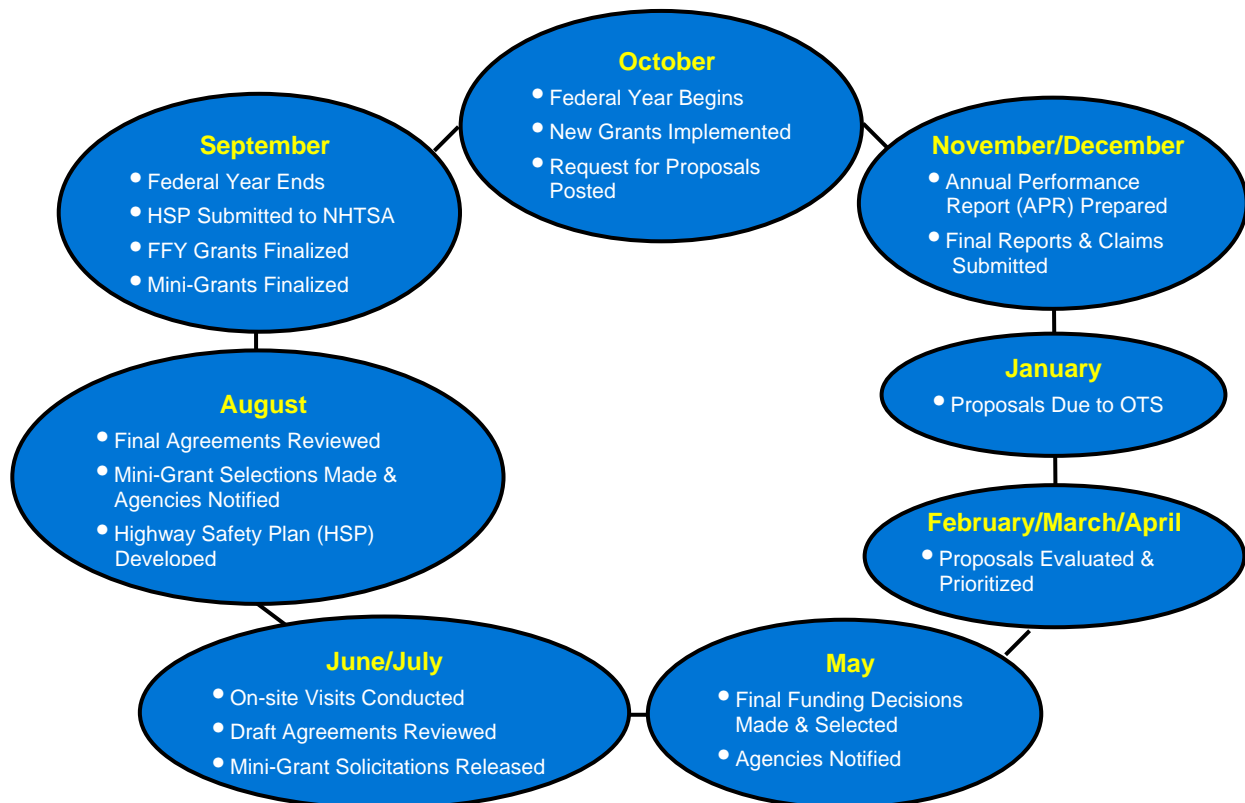 October
• Federal Year Begins
• New Grants Implemented
• Request for Proposals
Posted
November/December
• Annual Performance
Report (APR) Prepared
• Final Reports & Claims
Submitted
January
• Proposals Due to OTS
February/March/April
• Proposals Evaluated &
Prioritized
May
• Final Funding Decisions
Made & Selected
• Agencies Notified
June/July
• On-site Visits Conducted
• Draft Agreements Reviewed
• Mini-Grant Solicitations Released
August
• Final Agreements Reviewed
• Mini-Grant Selections Made &
Agencies Notified
• Highway Safety Plan (HSP)
Developed
September
• Federal Year Ends
• HSP Submitted to NHTSA
• FFY Grants Finalized
• Mini-Grants Finalized